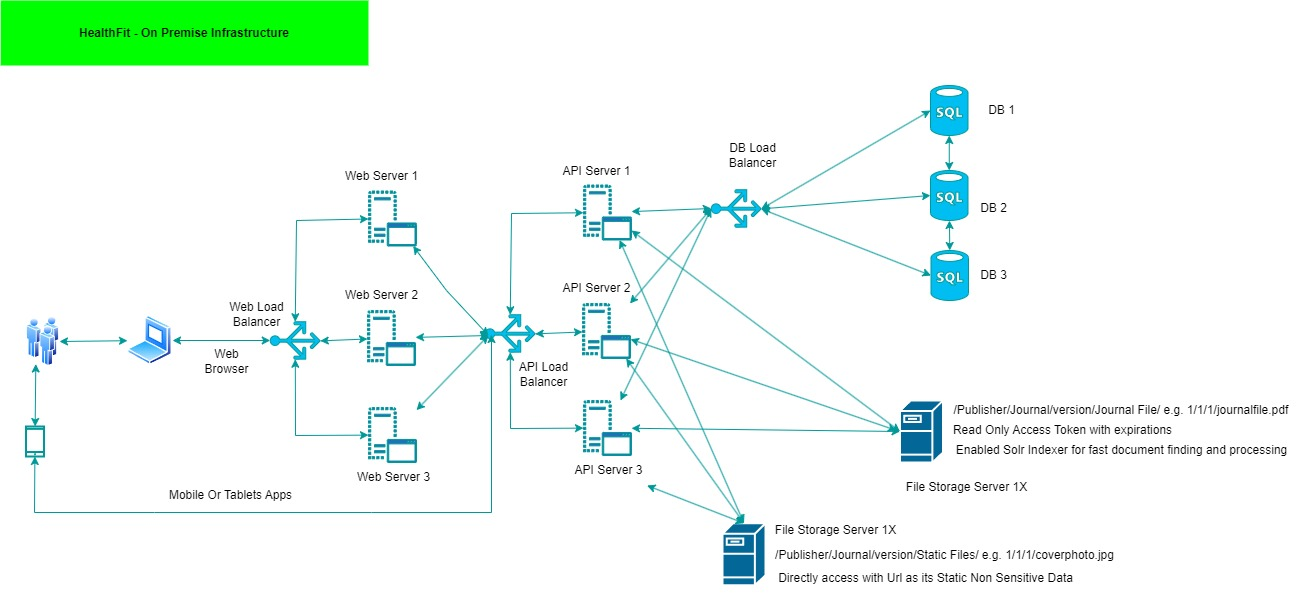 HealthFit - On Premise Infrastructure
SQL
DB 1
DB Load
Balancer
Web Server 1
API Server 1
SQL
DB 2
SQL
DB 3
API Server 2
Web Server 2
Web Load
Balancer
Web
Browser
API Load
Balancer
/Publisher/Journal/version/Journal File/ e.g. 1/1/1/journalfile.pdf
Read Only Access Token with expirations
Enabled Solr Indexer for fast document finding and processing
Web Server 3
API Server 3
File Storage Server 1X
Mobile Or Tablets Apps
File Storage Server 1X
/Publisher/Journal/version/Static Files/ e.g. 1/1/1/coverphoto.jpg
Directly access with Url as its Static Non Sensitive Data